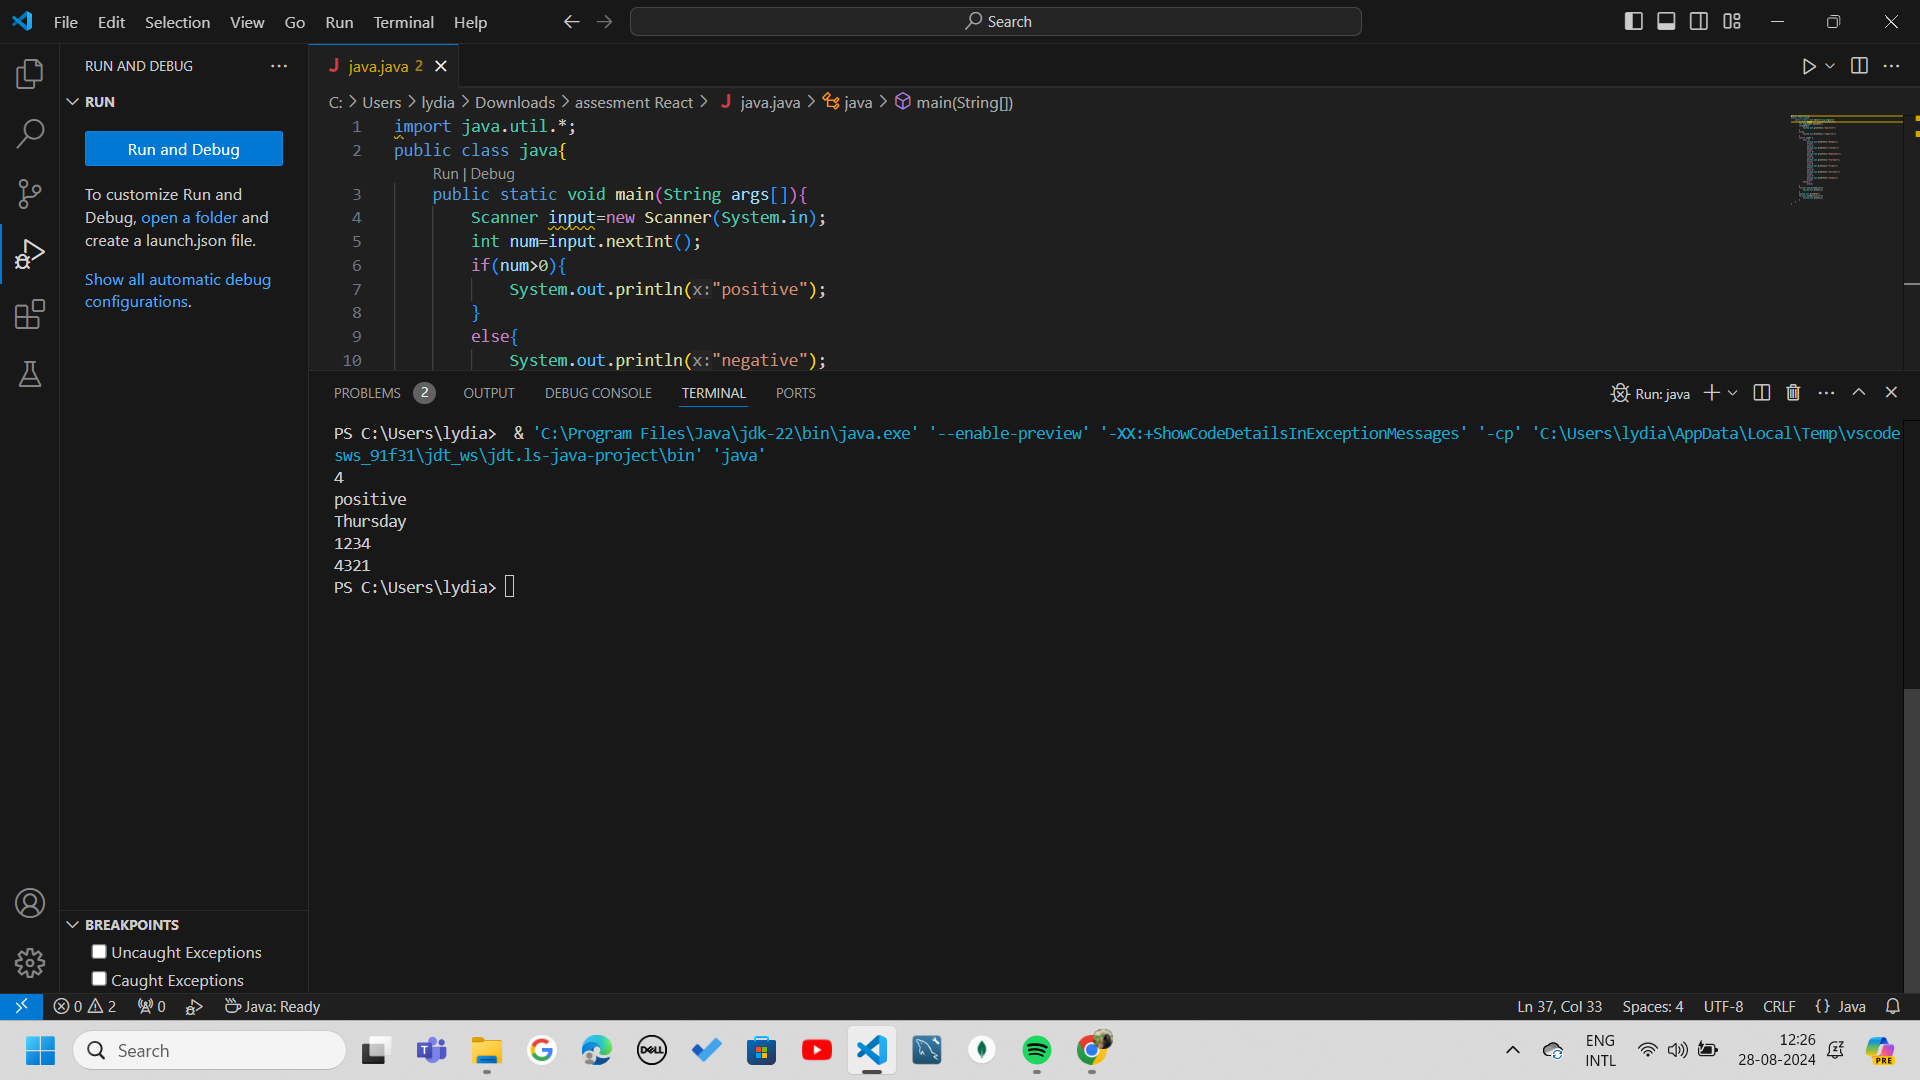 File Edit Selection View Go Run Terminal Help
Search
RUN AND DEBUG
RUN
Run and Debug
To customize Run and
Debug, open a folder and
create a launch.json file.
Show all automatic debug
configurations.
java.java 2
C: > Users > lydia > Downloads > assesment React > java.java > java > main(String[])
1 import java.util.*;
2 public class java{
Run | Debug
3 public static void main(String args[]){
4 Scanner input=new Scanner(System.in);
5 int num=input.nextInt();
6 if(num>0){
7 System.out.println(x:"positive");
8 }
9 else{
10 System.out.println(x:"negative");
PROBLEMS 2 OUTPUT DEBUG CONSOLE TERMINAL PORTS
Run: java
PS C:\Users\lydia>  & 'C:\Program Files\Java\jdk-22\bin\java.exe' '--enable-preview' '-XX:+ShowCodeDetailsInExceptionMessages' '-cp' 'C:\Users\lydia\AppData\Local\Temp\vscode
sws_91f31\jdt_ws\jdt.ls-java-project\bin' 'java'
4
positive
Thursday
1234
4321
PS C:\Users\lydia>
BREAKPOINTS
Uncaught Exceptions
Caught Exceptions
0 2 0 Java: Ready
Ln 37, Col 33 Spaces: 4 UTF-8 CRLF {} Java
Search
DELL
ENG
INTL
12:26
28-08-2024
PRE